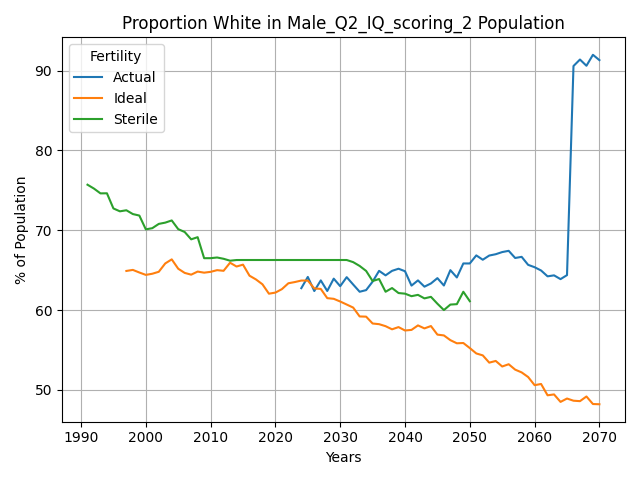 Proportion White in Male_Q2_IQ_scoring_2 Population
Fertility
Actual
Ideal
Sterile
% of Population
90
80
70
60
50
1990 2000 2010 2020 2030 2040 2050 2060 2070
Years